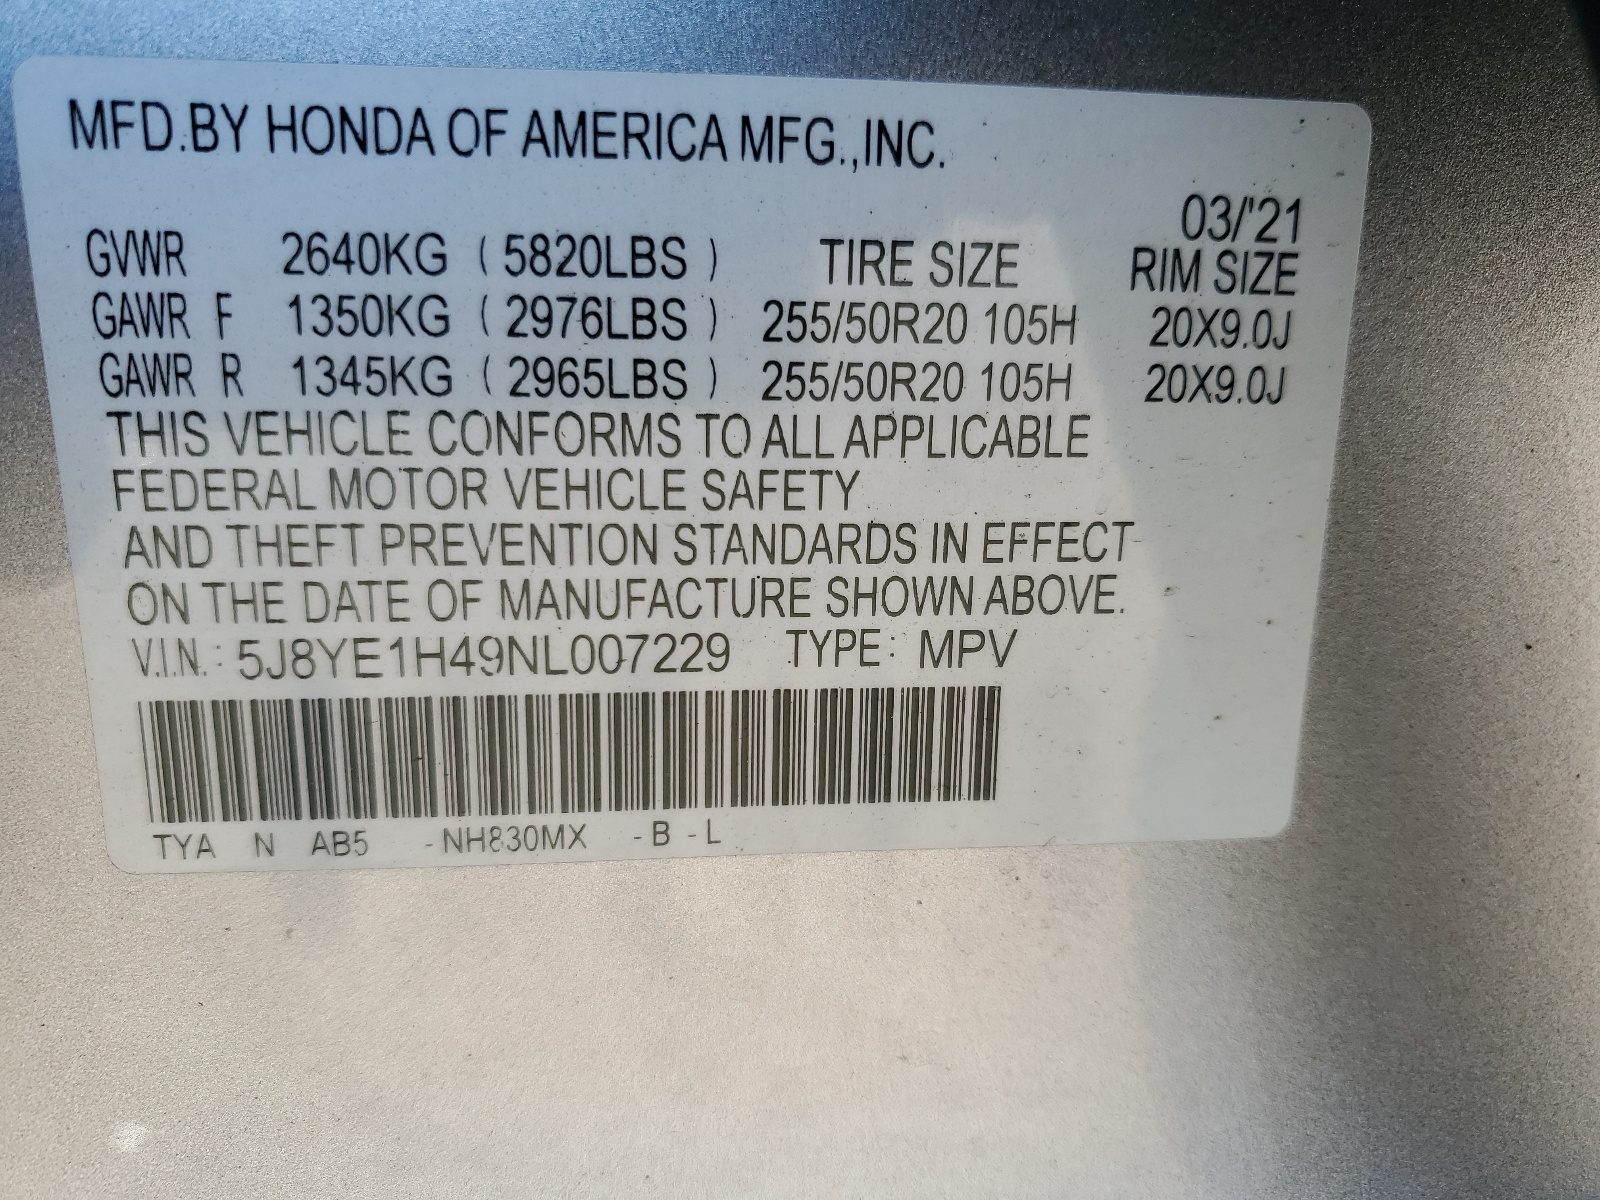 MFD.BY HONDA OF AMERICA MFG.,INC.
03/'21
GVWR 2640KG ( 5820LBS ) TIRE SIZE RIM SIZE
GAWR F 1350KG ( 2976LBS ) 255/50R20 105H 20X9.0J
GAWR R 1345KG ( 2965LBS ) 255/50R20 105H 20X9.0J
THIS VEHICLE CONFORMS TO ALL APPLICABLE
FEDERAL MOTOR VEHICLE SAFETY
AND THEFT PREVENTION STANDARDS IN EFFECT
ON THE DATE OF MANUFACTURE SHOWN ABOVE.
V.I.N.: 5J8YE1H49NL007229 TYPE: MPV
TYA N AB5 -NH830MX -B -L